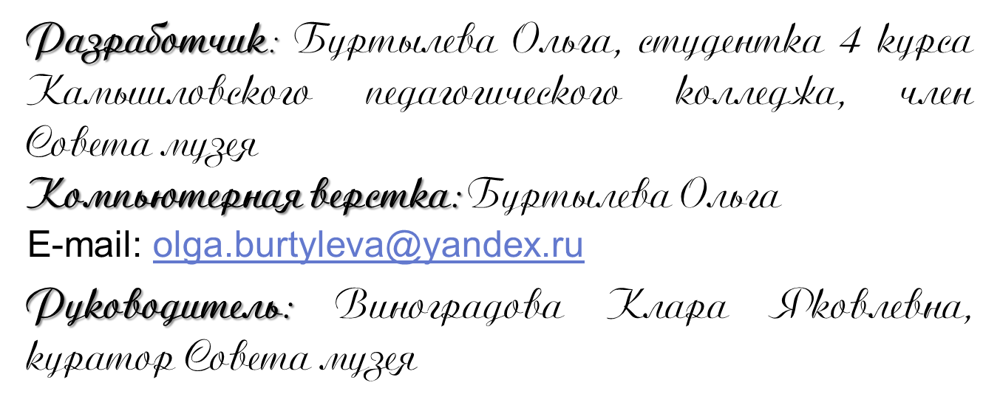 Разработчик: Буртылева Ольга, студентка 4 курса
Камышловского педагогического колледжа, член
Совета музея
Компьютерная верстка: Буртылева Ольга
E-mail: olga.burtyleva@yandex.ru
Руководитель: Виноградова Клара Яковлевна,
куратор Совета музея